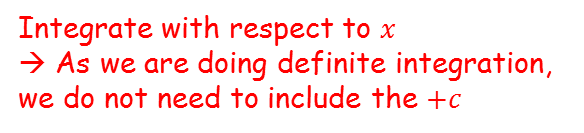 Integrate with respect to x
→ As we are doing definite integration,
we do not need to include the +c